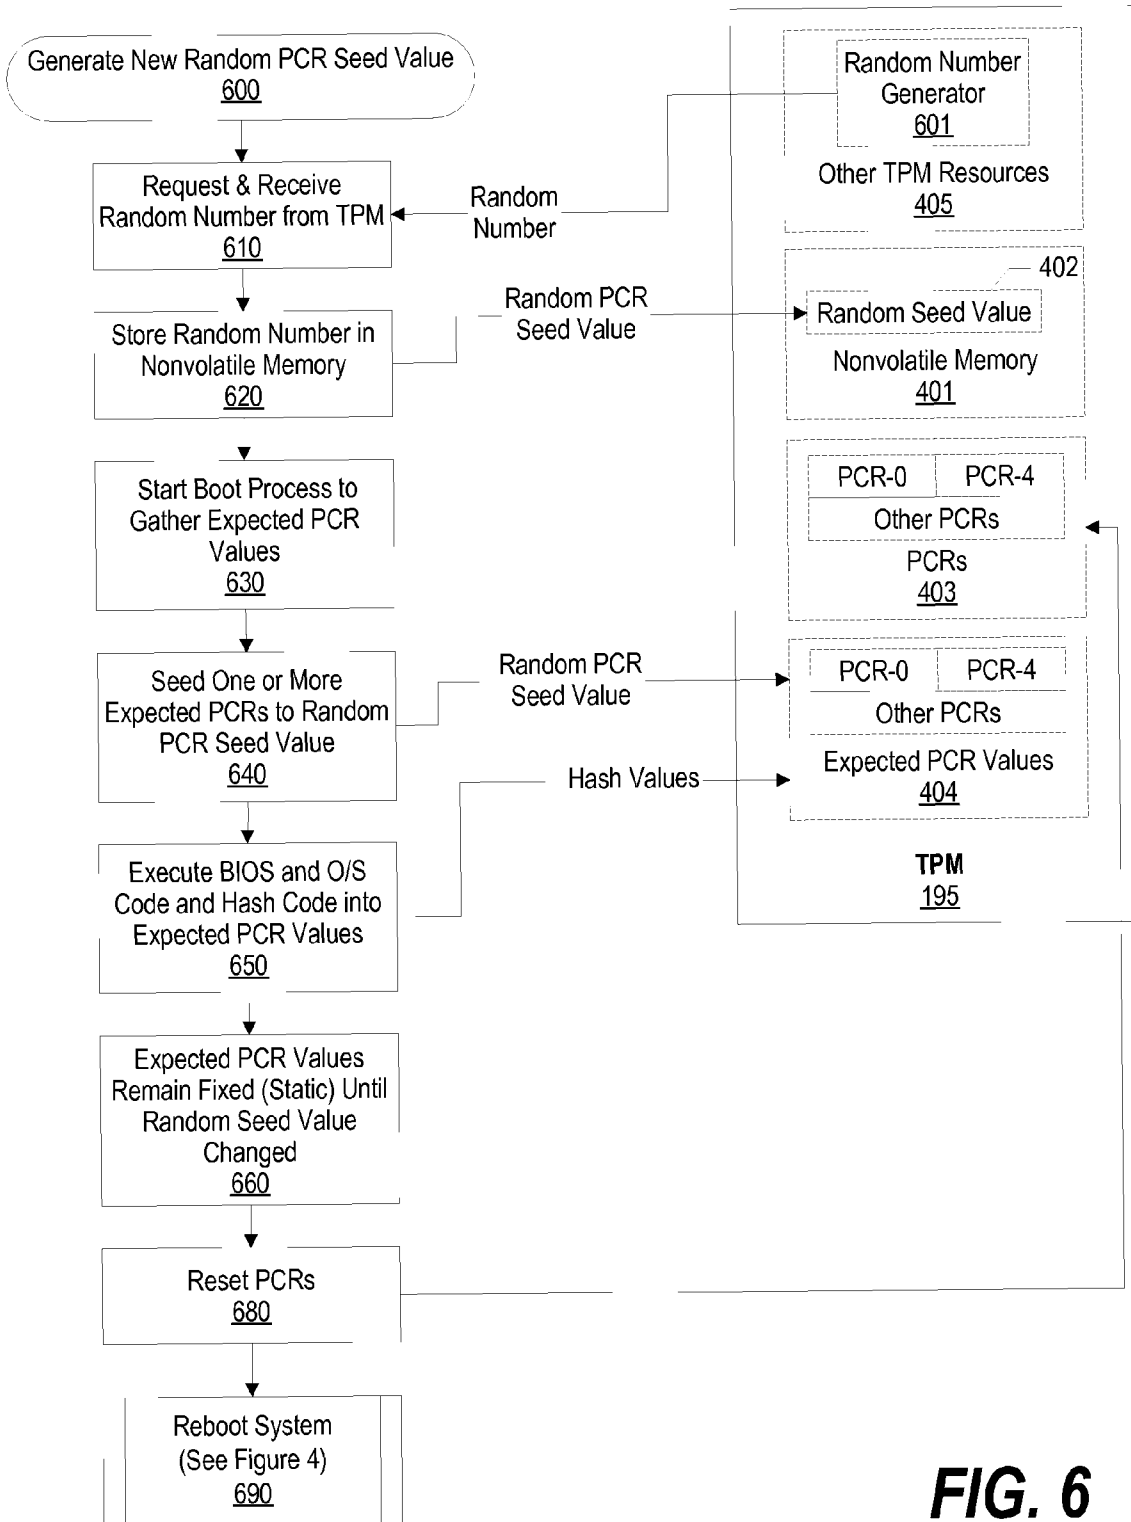 Generate New Random PCR Seed Value
600
Request & Receive
Random Number from TPM
610
Store Random Number in
Nonvolatile Memory
620
Start Boot Process to
Gather Expected PCR
Values
630
Seed One or More
Expected PCRs to Random
PCR Seed Value
640
Execute BIOS and O/S
Code and Hash Code into
Expected PCR Values
650
Expected PCR Values
Remain Fixed (Static) Until
Random Seed Value
Changed
660
Reset PCRs
680
Reboot System
(See Figure 4)
690
Random
Number
Random PCR
Seed Value
Random PCR
Seed Value
Hash Values
Random Number
Generator
601
Other TPM Resources
405
402
Random Seed Value
Nonvolatile Memory
401
PCR-0 PCR-4
Other PCRs
PCRs
403
PCR-0 PCR-4
Other PCRs
Expected PCR Values
404
TPM
195
FIG. 6